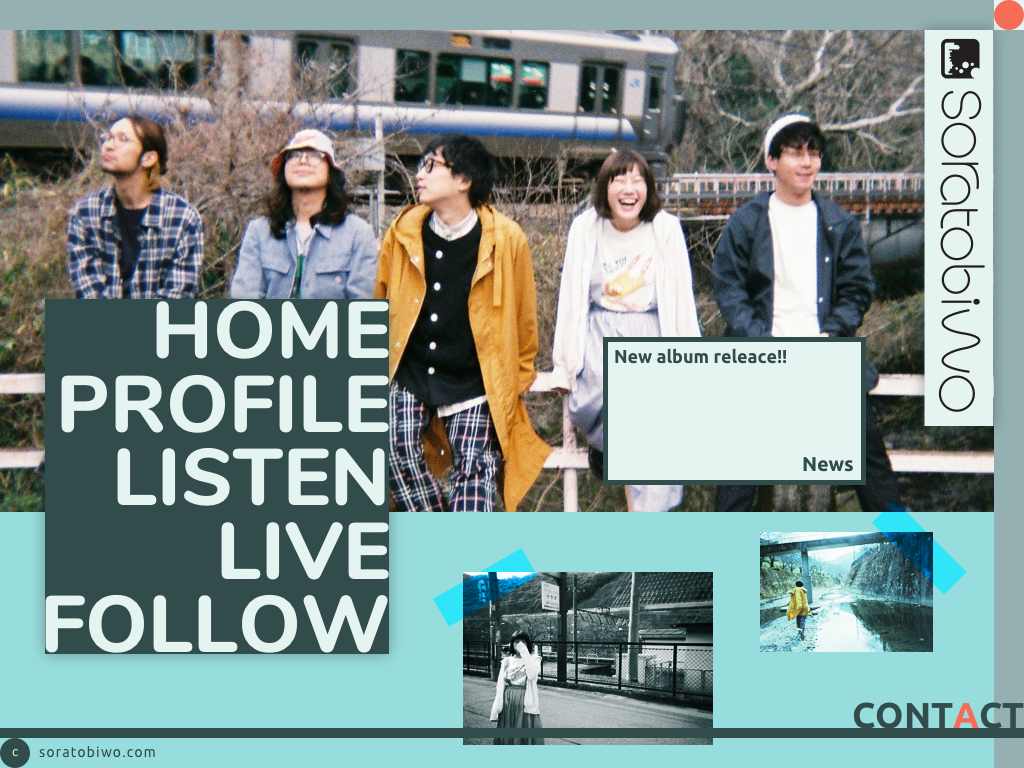 soratobiwo
HOME
PROFILE
LISTEN
LIVE
FOLLOW
New album releace!!
News
CONTACT
C soratobiwo.com